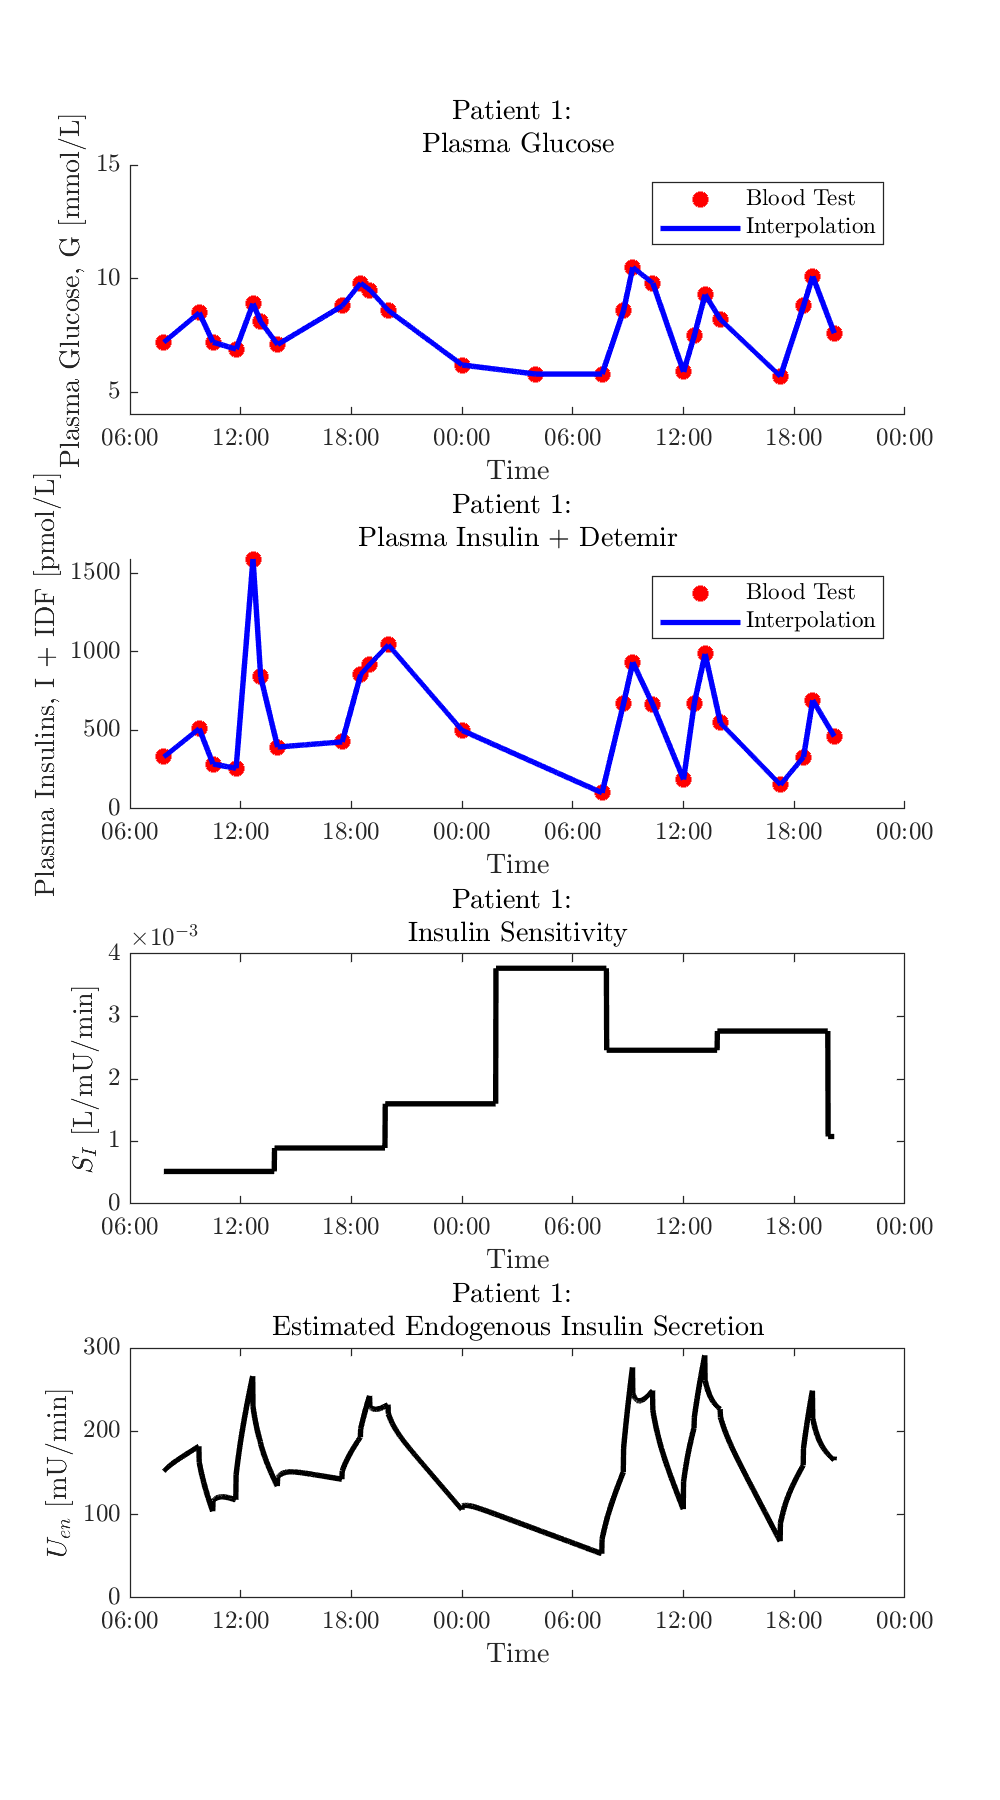 Patient 1:
Plasma Glucose
Plasma Glucose, G [mmol/L]
15
10
5
Blood Test
Interpolation
06:00 12:00 18:00 00:00 06:00 12:00 18:00 00:00
Time
Patient 1:
Plasma Insulin + Detemir
Plasma Insulins, I + IDF [pmol/L]
1500
1000
500
0
Blood Test
Interpolation
06:00 12:00 18:00 00:00 06:00 12:00 18:00 00:00
Time
Patient 1:
Insulin Sensitivity
×10⁻³
S_I [L/mU/min]
4
3
2
1
0
06:00 12:00 18:00 00:00 06:00 12:00 18:00 00:00
Time
Patient 1:
Estimated Endogenous Insulin Secretion
U_en [mU/min]
300
200
100
0
06:00 12:00 18:00 00:00 06:00 12:00 18:00 00:00
Time